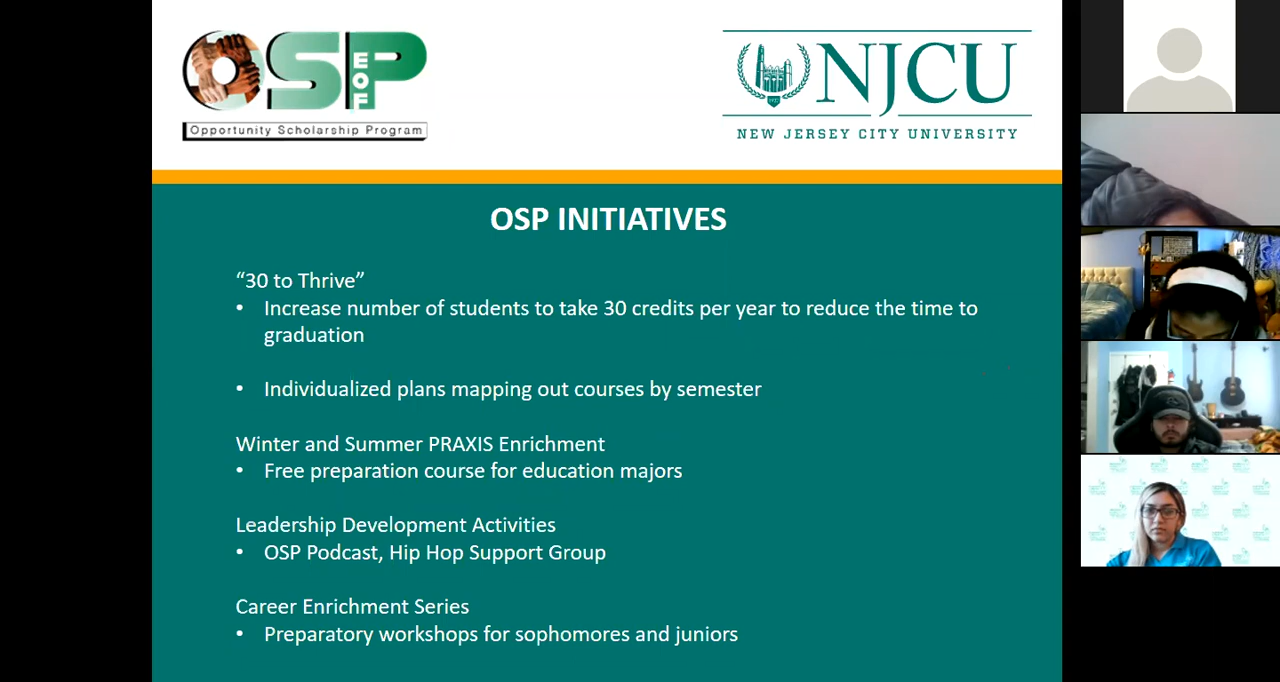 OSP
EOF
Opportunity Scholarship Program
NJCU
NEW JERSEY CITY UNIVERSITY
OSP INITIATIVES
“30 to Thrive”
• Increase number of students to take 30 credits per year to reduce the time to
graduation
• Individualized plans mapping out courses by semester
Winter and Summer PRAXIS Enrichment
• Free preparation course for education majors
Leadership Development Activities
• OSP Podcast, Hip Hop Support Group
Career Enrichment Series
• Preparatory workshops for sophomores and juniors